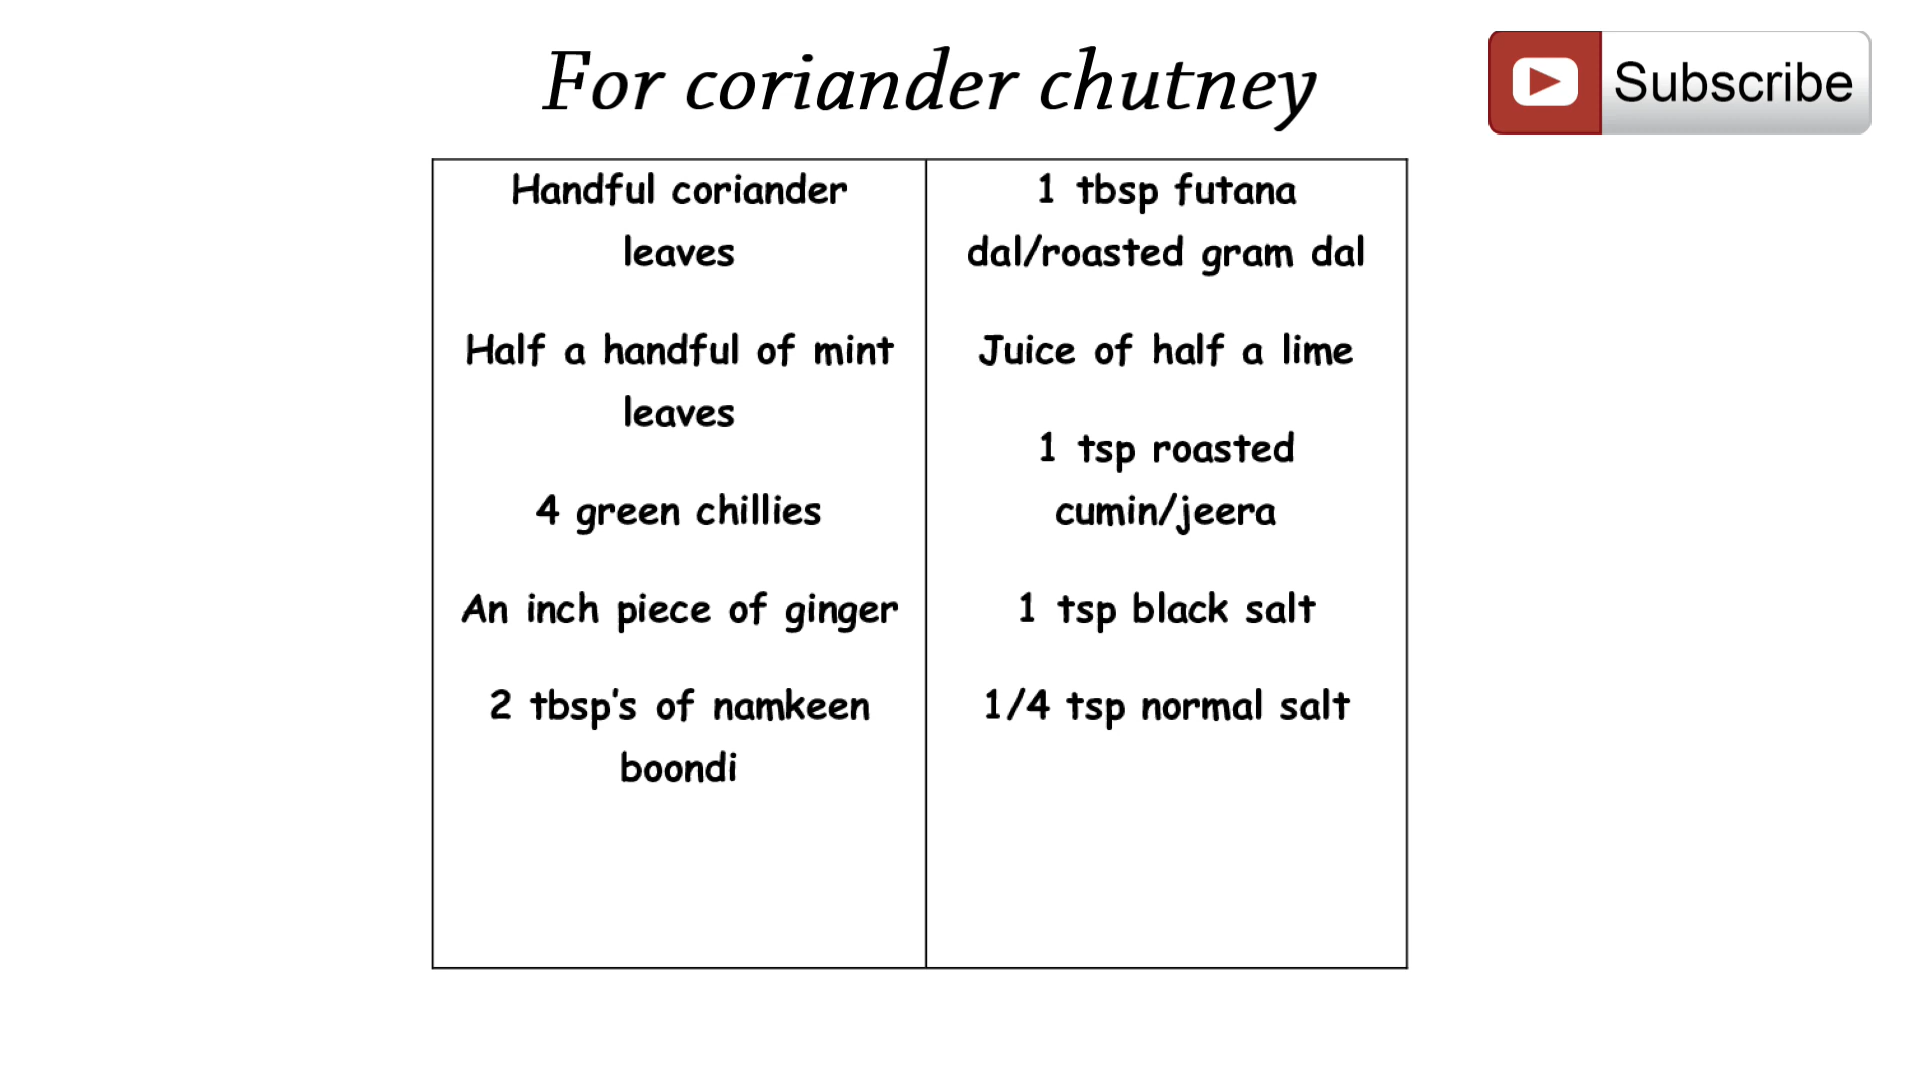 For coriander chutney
Subscribe
Handful coriander
leaves
Half a handful of mint
leaves
4 green chillies
An inch piece of ginger
2 tbsp's of namkeen
boondi
1 tbsp futana
dal/roasted gram dal
Juice of half a lime
1 tsp roasted
cumin/jeera
1 tsp black salt
1/4 tsp normal salt